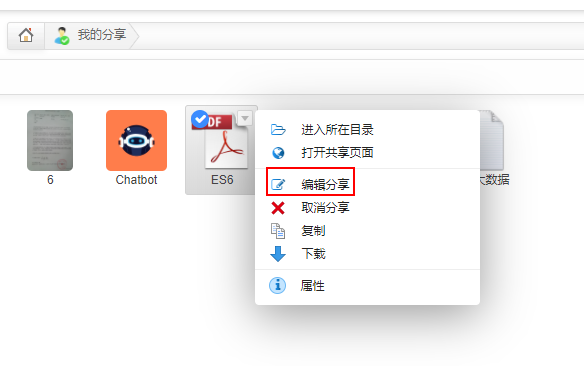 我的分享
6
Chatbot
PDF
ES6
大数据
进入所在目录
打开共享页面
编辑分享
取消分享
复制
下载
属性